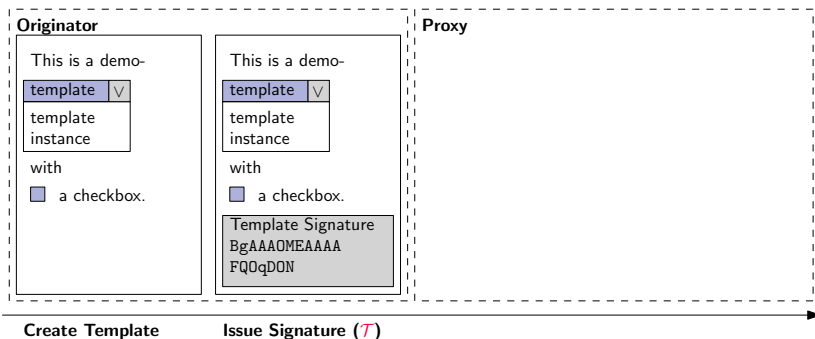 Originator
Proxy
This is a demo-
template ∨
template
instance
with
a checkbox.
This is a demo-
template ∨
template
instance
with
a checkbox.
Template Signature
BgAAAOMEAAAA
FQOqDON
Create Template
Issue Signature (𝒯)